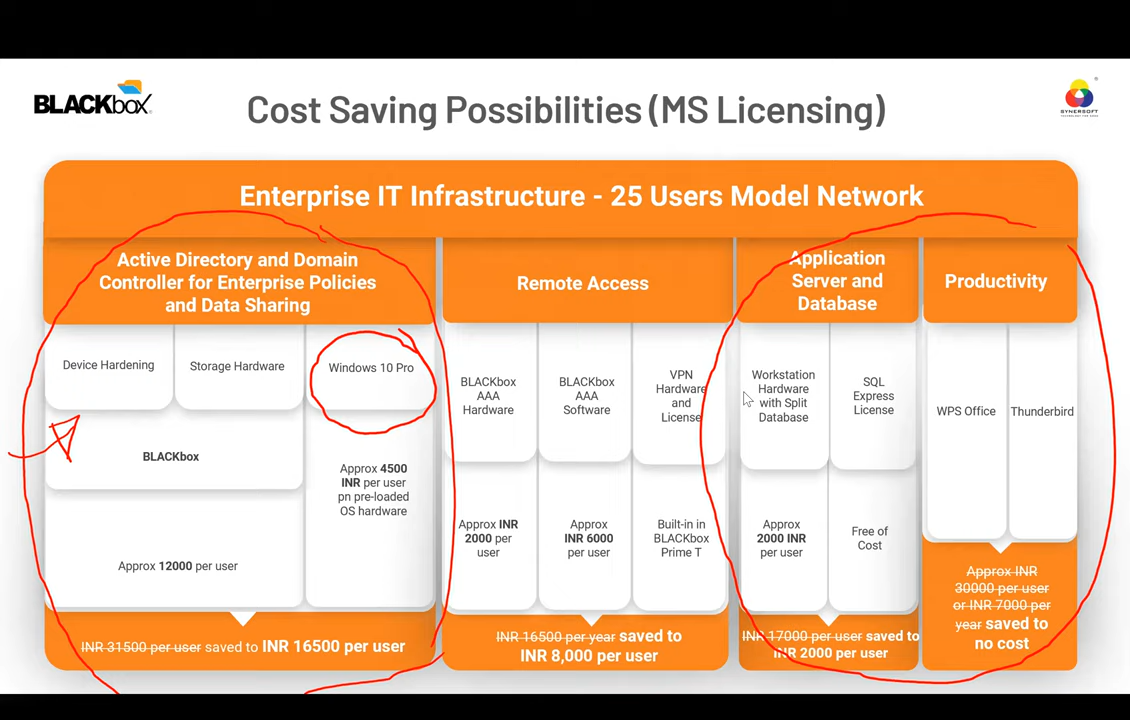 BLACKbox
Cost Saving Possibilities (MS Licensing)
SYNERSOFT
Enterprise IT Infrastructure - 25 Users Model Network
Active Directory and Domain
Controller for Enterprise Policies
and Data Sharing
Device Hardening
Storage Hardware
Windows 10 Pro
BLACKbox
Approx 4500
INR per user
pn pre-loaded
OS hardware
Approx 12000 per user
INR 31500 per user saved to INR 16500 per user
Remote Access
BLACKbox
AAA
Hardware
BLACKbox
AAA
Software
VPN
Hardware
and
License
Approx INR
2000 per
user
Approx
INR 6000
per user
Built-in in
BLACKbox
Prime T
INR 16500 per year saved to
INR 8,000 per user
Application
Server and
Database
Workstation
Hardware
with Split
Database
SQL
Express
License
Approx
2000 INR
per user
Free of
Cost
INR 17000 per user saved to
INR 2000 per user
Productivity
WPS Office
Thunderbird
Approx INR
30000 per user
or INR 7000 per
year saved to
no cost